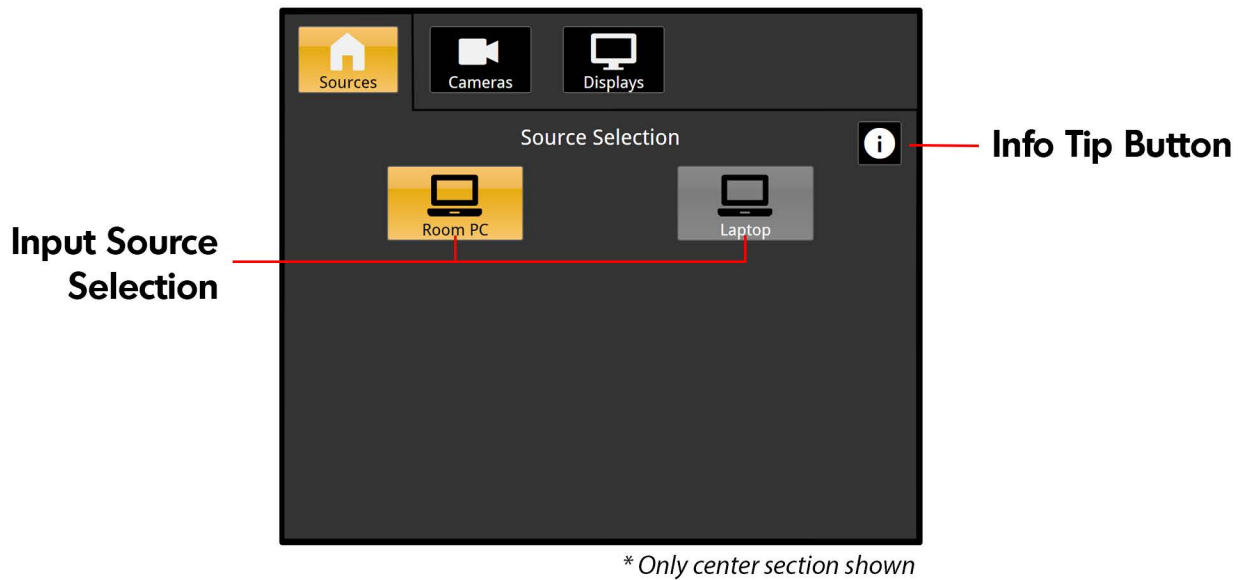 Sources
Cameras
Displays
Source Selection
Info Tip Button
Room PC
Laptop
Input Source
Selection
* Only center section shown